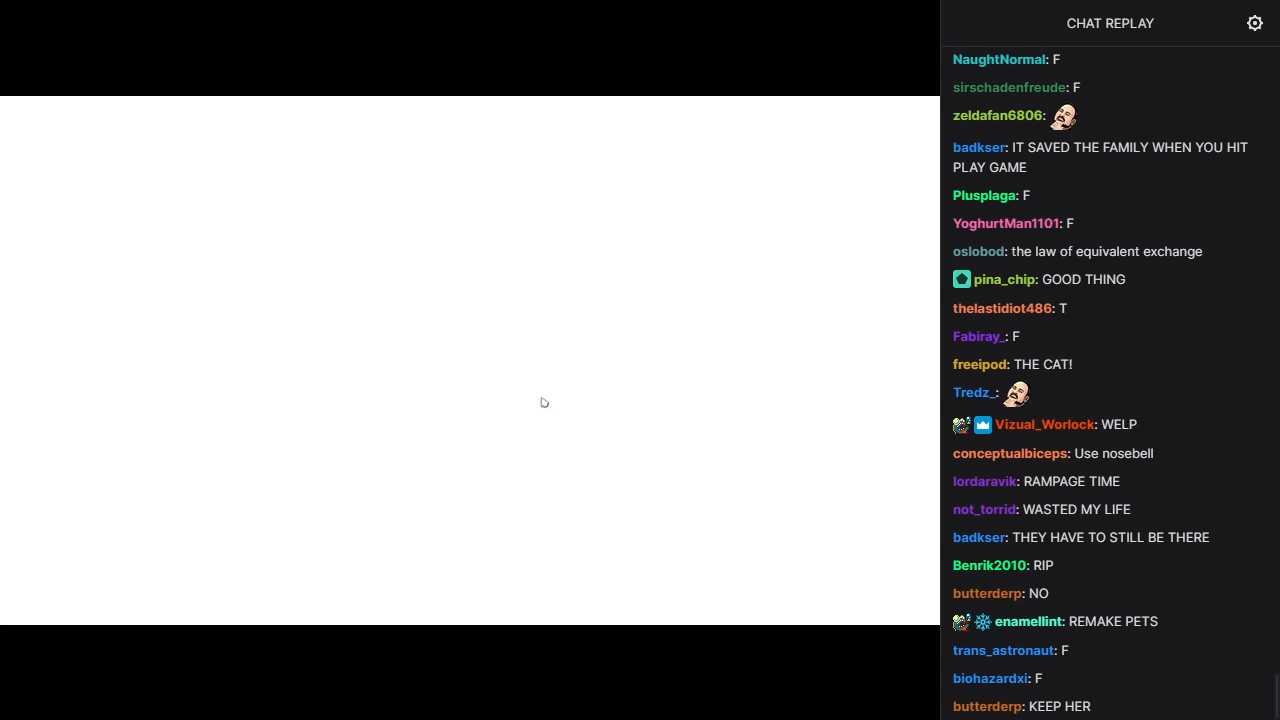 CHAT REPLAY
NaughtNormal: F
sirschadenfreude: F
zeldafan6806:
badkser: IT SAVED THE FAMILY WHEN YOU HIT
PLAY GAME
Plusplaga: F
YoghurtMan1101: F
oslobod: the law of equivalent exchange
pina_chip: GOOD THING
thelastidiot486: T
Fabiray_: F
freeipod: THE CAT!
Tredz_:
Vizual_Worlock: WELP
conceptualbiceps: Use nosebell
lordaravik: RAMPAGE TIME
not_torrid: WASTED MY LIFE
badkser: THEY HAVE TO STILL BE THERE
Benrik2010: RIP
butterderp: NO
enamellint: REMAKE PETS
trans_astronaut: F
biohazardxi: F
butterderp: KEEP HER